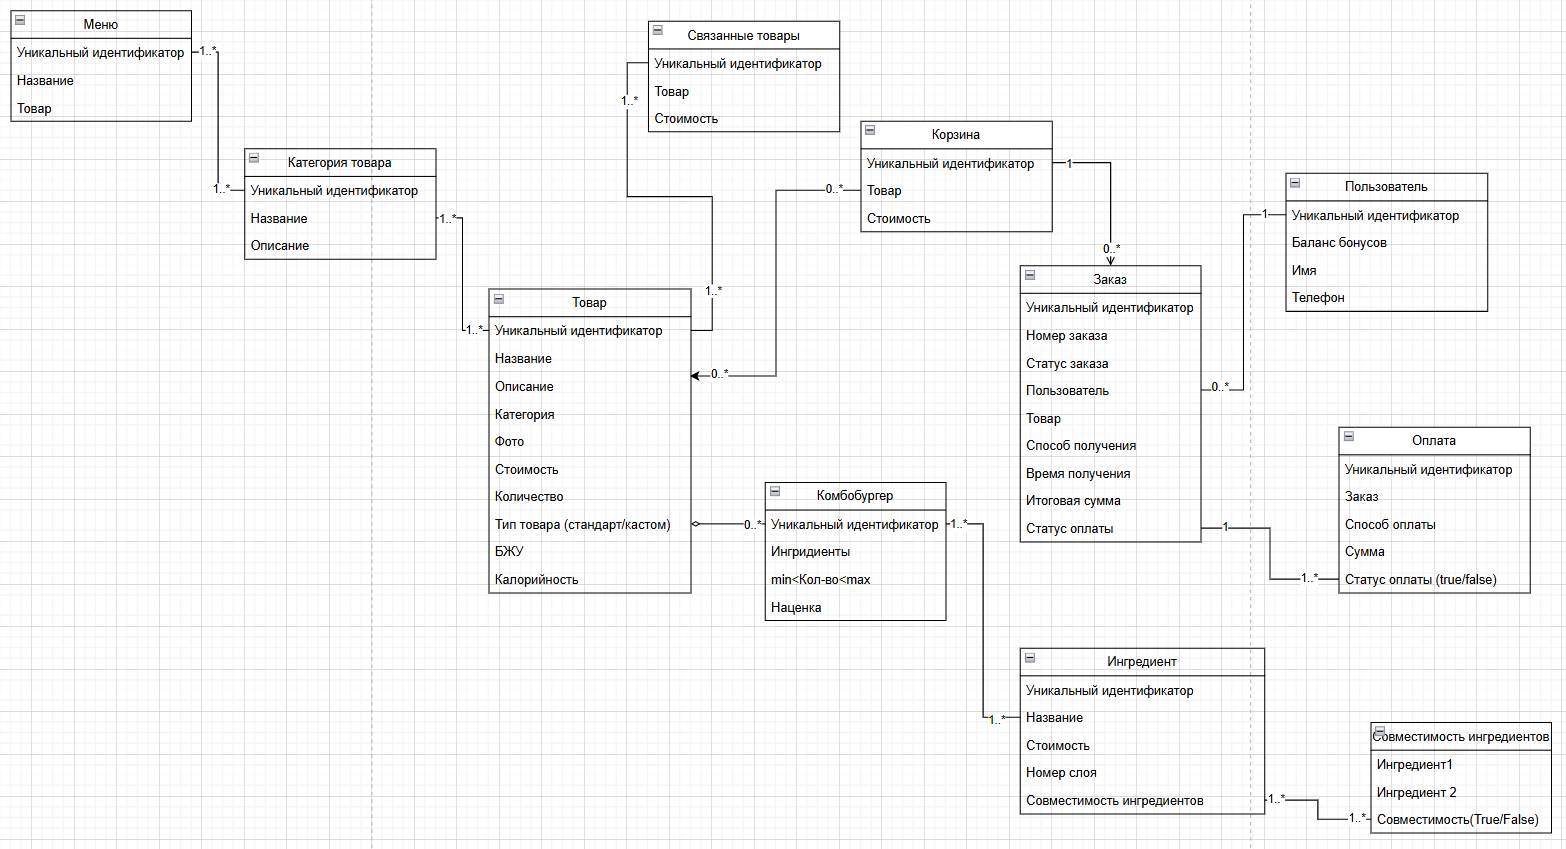 Меню
Уникальный идентификатор
Название
Товар
1..*
1..*
Категория товара
Уникальный идентификатор
Название
Описание
1..*
1..*
Связанные товары
Уникальный идентификатор
Товар
Стоимость
1..*
1..*
Товар
Уникальный идентификатор
Название
Описание
Категория
Фото
Стоимость
Количество
Тип товара (стандарт/кастом)
БЖУ
Калорийность
Корзина
Уникальный идентификатор
Товар
Стоимость
0..*
0..*
1
0..*
Заказ
Уникальный идентификатор
Номер заказа
Статус заказа
Пользователь
Товар
Способ получения
Время получения
Итоговая сумма
Статус оплаты
Пользователь
Уникальный идентификатор
Баланс бонусов
Имя
Телефон
1
0..*
Оплата
Уникальный идентификатор
Заказ
Способ оплаты
Сумма
Статус оплаты (true/false)
1
1..*
Комбобургер
Уникальный идентификатор
Ингридиенты
min<Кол-во<max
Наценка
0..*
1..*
1..*
Ингредиент
Уникальный идентификатор
Название
Стоимость
Номер слоя
Совместимость ингредиентов
1..*
1..*
Совместимость ингредиентов
Ингредиент1
Ингредиент 2
Совместимость(True/False)